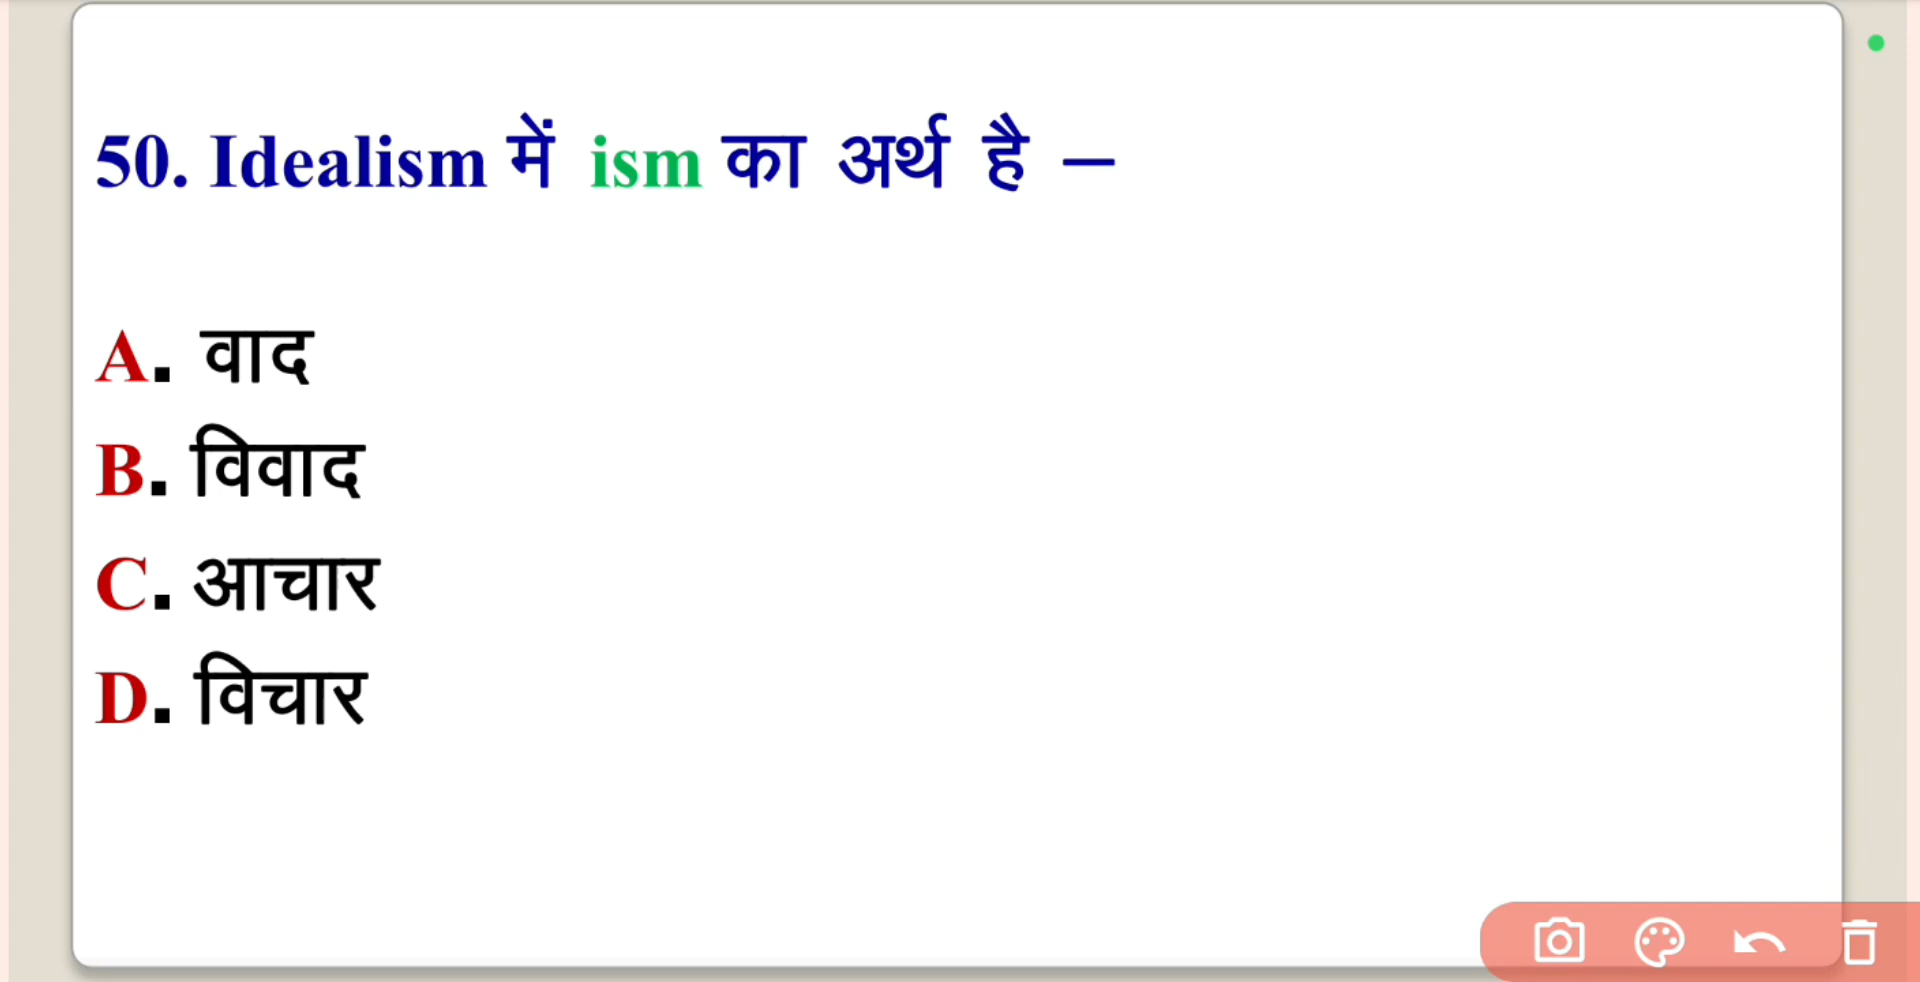 50. Idealism में ism का अर्थ है –
A. वाद
B. विवाद
C. आचार
D. विचार